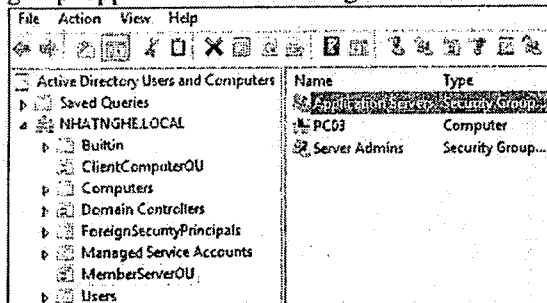 File Action View Help
Active Directory Users and Computers
Saved Queries
NHATNGHE.LOCAL
Builtin
ClientComputerOU
Computers
Domain Controllers
ForeignSecurityPrincipals
Managed Service Accounts
MemberServerOU
Users
Name Type
Application Servers Security Group...
PC03 Computer
Server Admins Security Group...